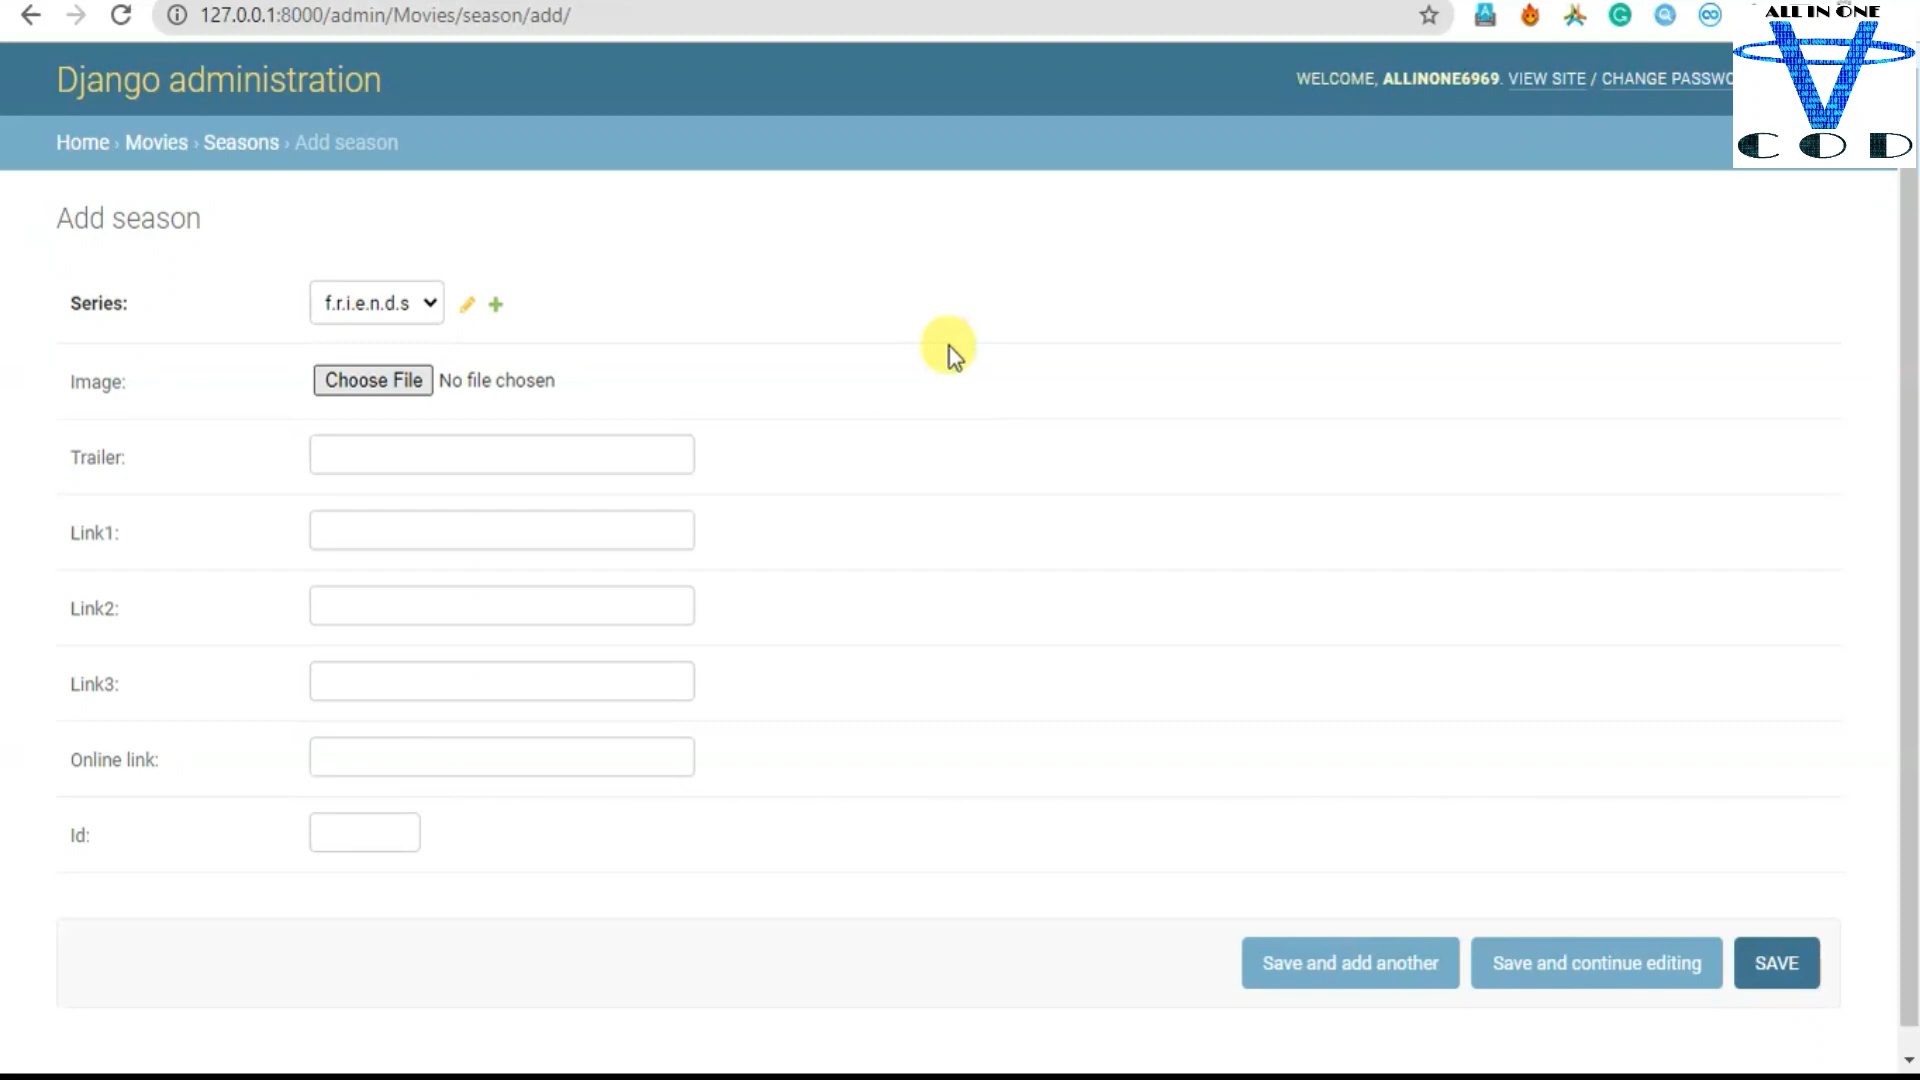 127.0.0.1:8000/admin/Movies/season/add/
ALL IN ONE
Django administration
WELCOME, ALLINONE6969. VIEW SITE / CHANGE PASSWO
C O D
Home › Movies › Seasons › Add season
Add season
Series: f.r.i.e.n.d.s
Image: Choose File No file chosen
Trailer:
Link1:
Link2:
Link3:
Online link:
Id:
Save and add another Save and continue editing SAVE